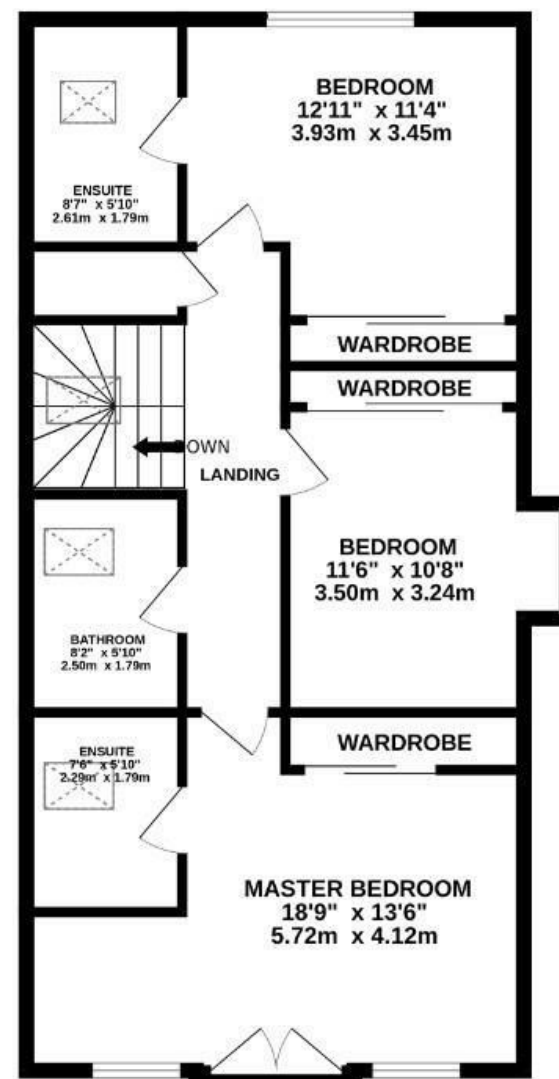 BEDROOM
12'11" x 11'4"
3.93m x 3.45m
ENSUITE
8'7" x 5'10"
2.61m x 1.79m
WARDROBE
WARDROBE
DOWN
LANDING
BEDROOM
11'6" x 10'8"
3.50m x 3.24m
BATHROOM
8'2" x 5'10"
2.50m x 1.79m
WARDROBE
ENSUITE
7'6" x 5'10"
2.29m x 1.79m
MASTER BEDROOM
18'9" x 13'6"
5.72m x 4.12m